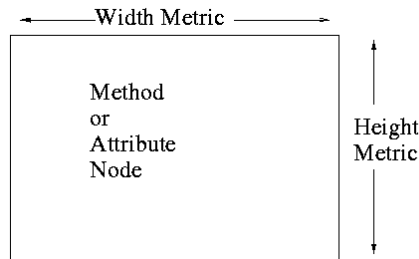 Width Metric
Method
or
Attribute
Node
Height
Metric